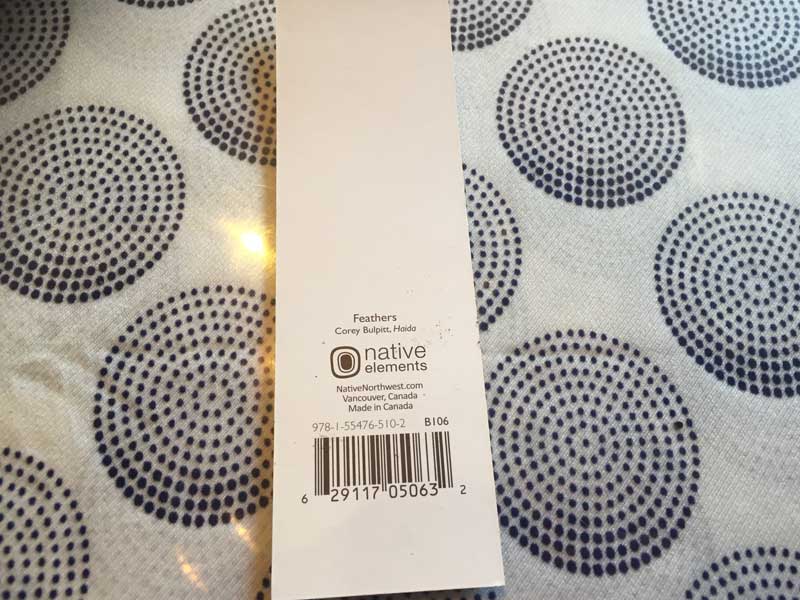 Feathers
Corey Bulpitt, Haida
native
elements
NativeNorthwest.com
Vancouver, Canada
Made in Canada
978-1-55476-510-2 B106
6 29117 05063 2